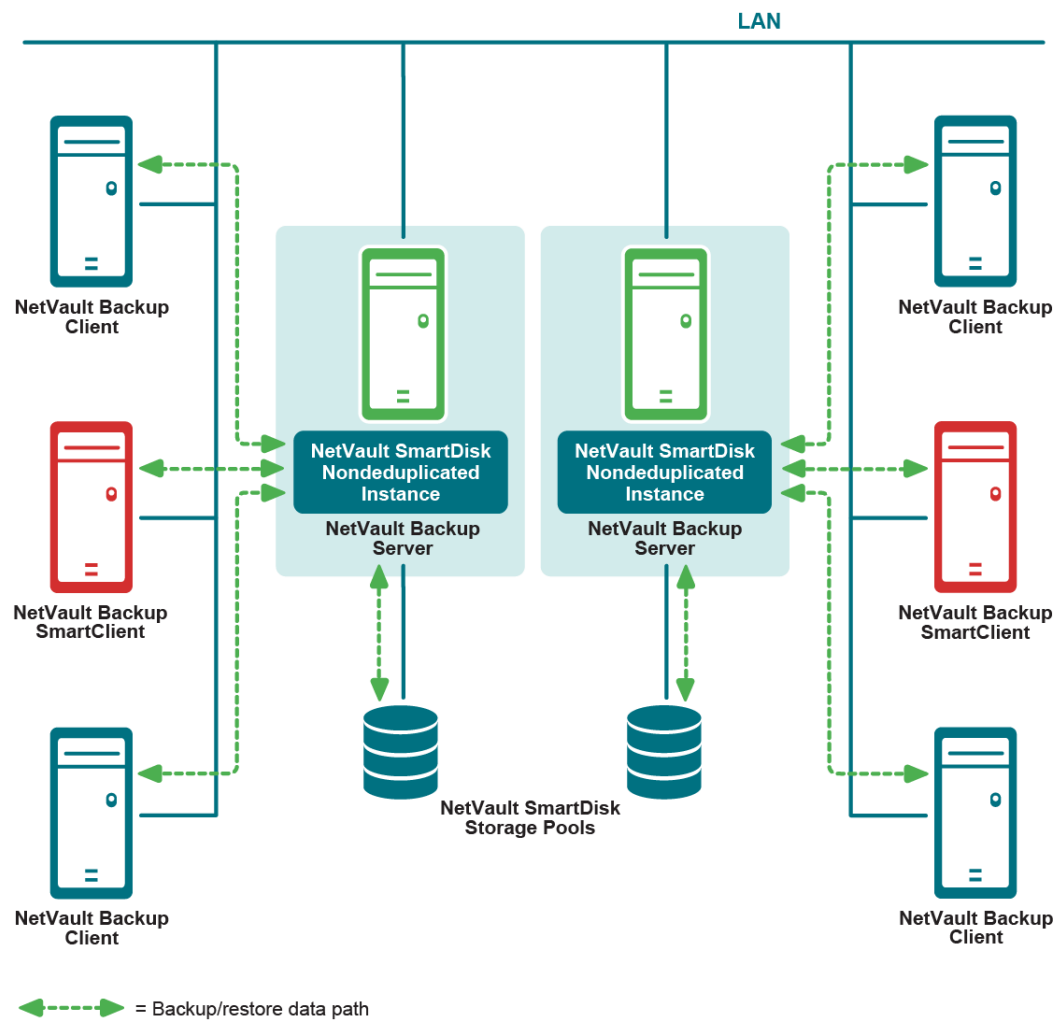 LAN
NetVault Backup
Client
NetVault Backup
Client
NetVault SmartDisk
Nondeduplicated
Instance
NetVault Backup
Server
NetVault SmartDisk
Nondeduplicated
Instance
NetVault Backup
Server
NetVault Backup
SmartClient
NetVault Backup
SmartClient
NetVault SmartDisk
Storage Pools
NetVault Backup
Client
NetVault Backup
Client
= Backup/restore data path